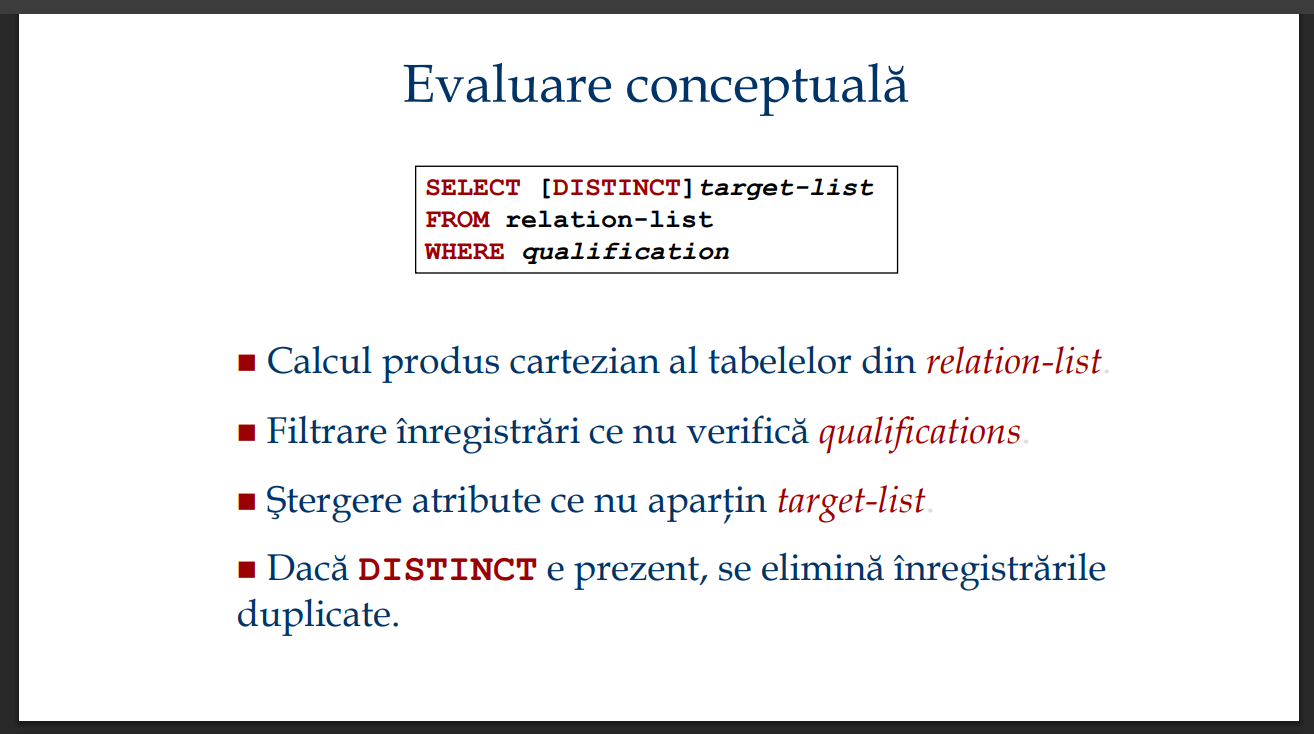 Evaluare conceptuală
SELECT [DISTINCT] target-list
FROM relation-list
WHERE qualification
■ Calcul produs cartezian al tabelelor din relation-list.
■ Filtrare înregistrări ce nu verifică qualifications.
■ Ştergere atribute ce nu aparțin target-list.
■ Dacă DISTINCT e prezent, se elimină înregistrările
duplicate.